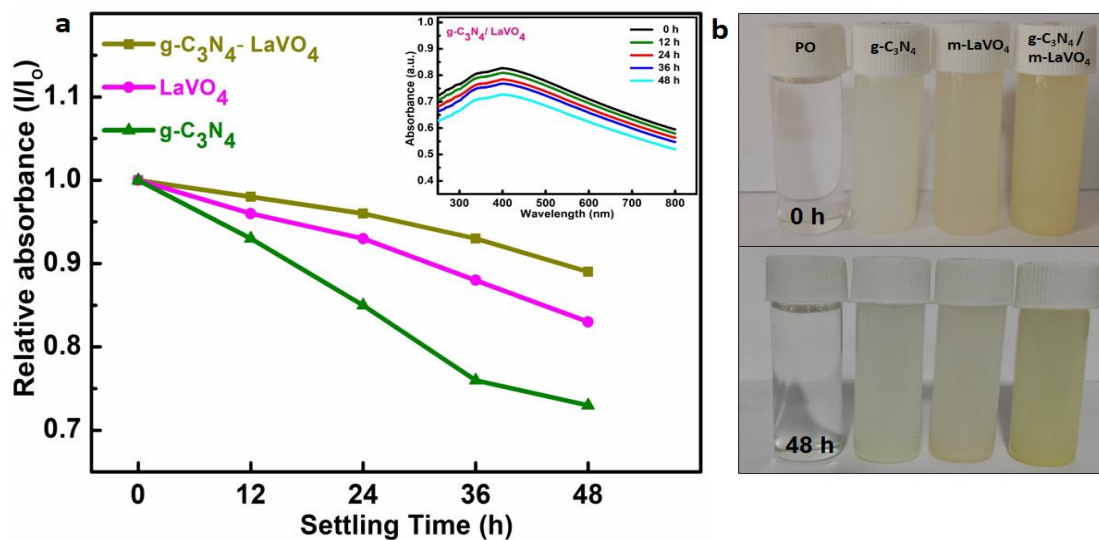 a
g-C₃N₄- LaVO₄
LaVO₄
g-C₃N₄
Relative absorbance (I/I₀)
1.1
1.0
0.9
0.8
0.7
0
12
24
36
48
Settling Time (h)
g-C₃N₄/ LaVO₄
0 h
12 h
24 h
36 h
48 h
Absorbance (a.u.)
1.0
0.9
0.8
0.7
0.6
0.5
0.4
300
400
500
600
700
800
Wavelength (nm)
b
PO
g-C₃N₄
m-LaVO₄
g-C₃N₄ /
m-LaVO₄
0 h
48 h